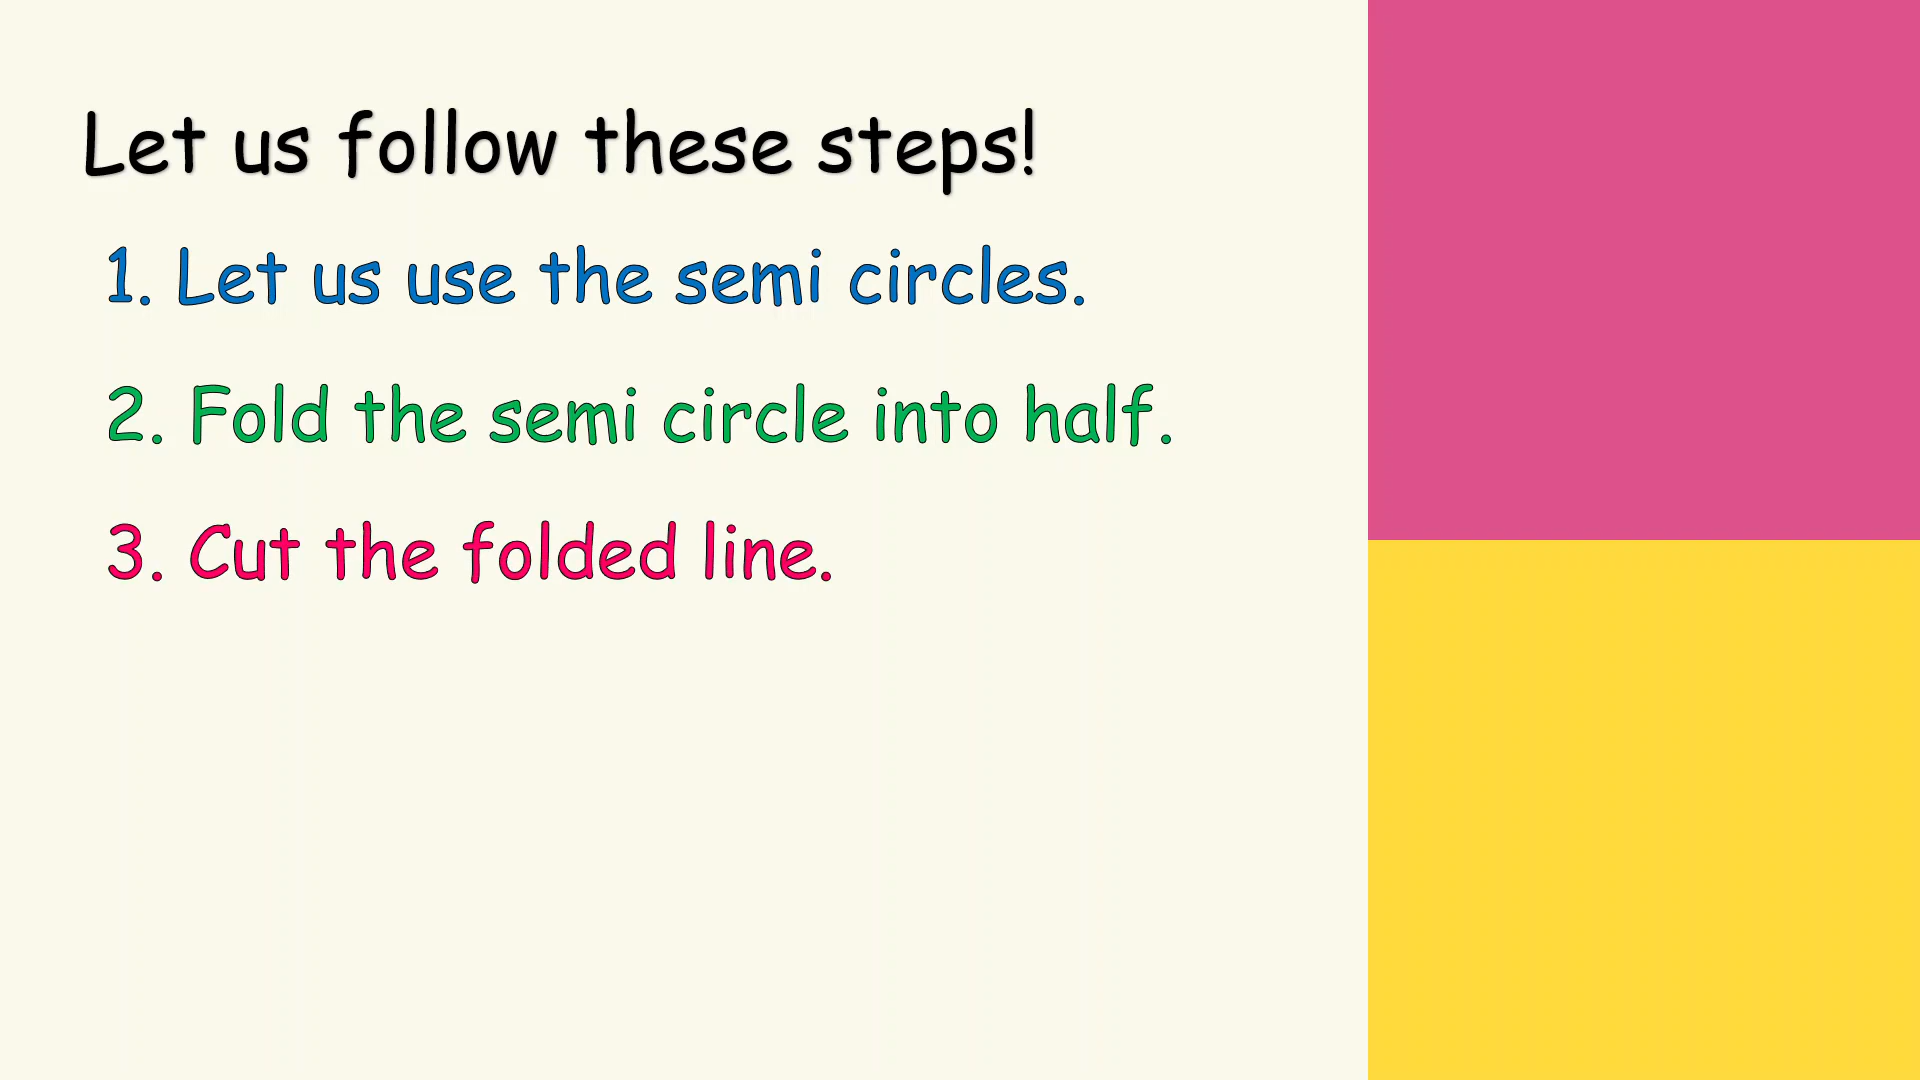 Let us follow these steps!
1. Let us use the semi circles.
2. Fold the semi circle into half.
3. Cut the folded line.